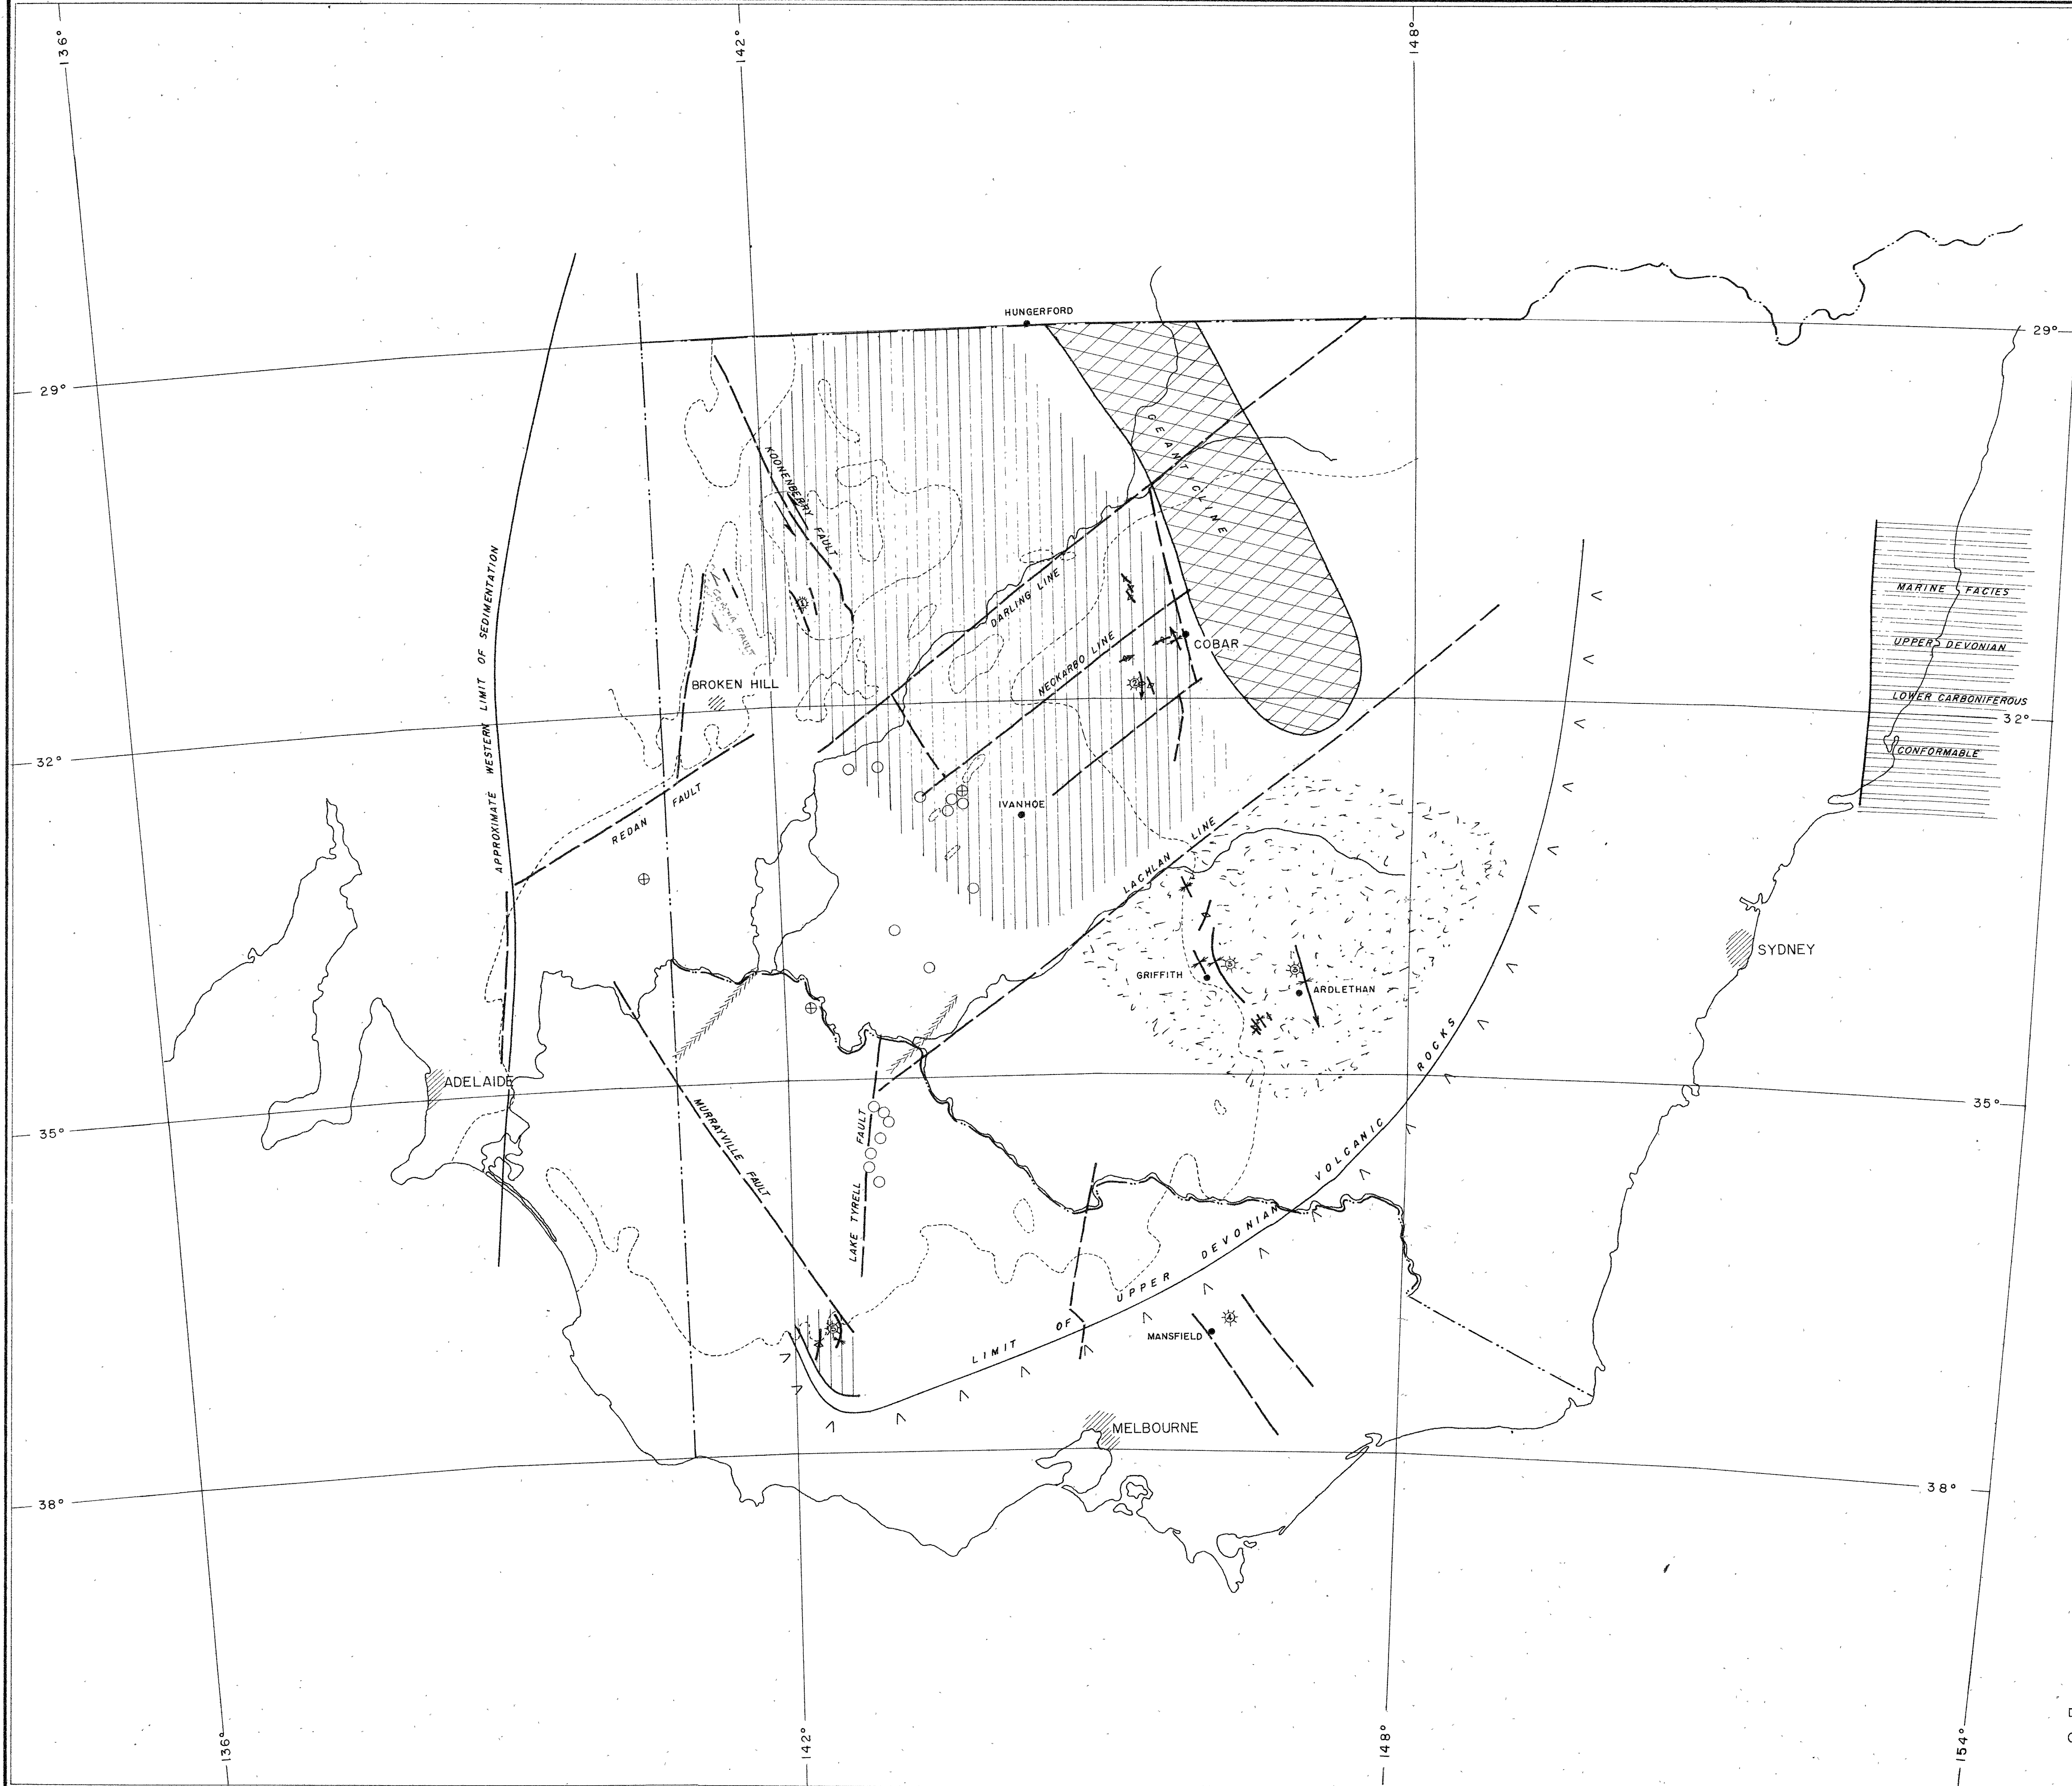 136°
142°
148°
HUNGERFORD
29°
29°
GEANTICLINE
KOONENBERRY FAULT
APPROXIMATE WESTERN LIMIT OF SEDIMENTATION
DARLING LINE
MARINE FACIES
UPPER DEVONIAN
LOWER CARBONIFEROUS
CONFORMABLE
FAULT
NECKARBO LINE
COBAR
BROKEN HILL
32°
32°
REDAN FAULT
IVANHOE
LACHLAN LINE
GRIFFITH
ARDLETHAN
SYDNEY
ADELAIDE
35°
35°
MURRAYVILLE FAULT
LAKE TYRELL FAULT
LIMIT OF UPPER DEVONIAN VOLCANIC ROCKS
4
MANSFIELD
MELBOURNE
38°
38°
136°
142°
148°
154°